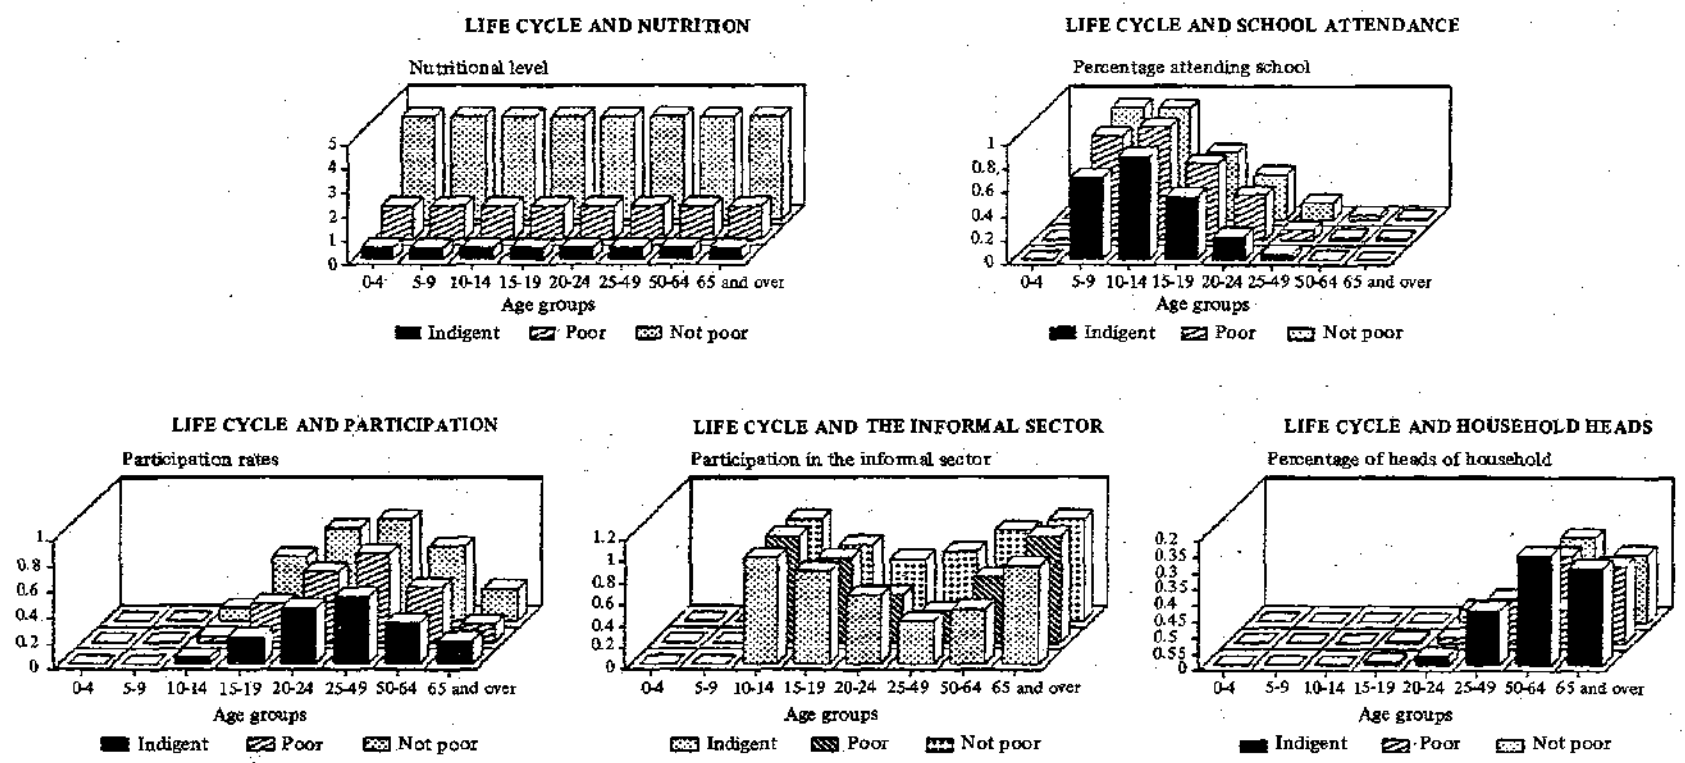 LIFE CYCLE AND NUTRITION
Nutritional level
5
4
3
2
1
0
0-4 5-9 10-14 15-19 20-24 25-49 50-64 65 and over
Age groups
Indigent Poor Not poor
LIFE CYCLE AND SCHOOL ATTENDANCE
Percentage attending school
1
0.8
0.6
0.4
0.2
0
0-4 5-9 10-14 15-19 20-24 25-49 50-64 65 and over
Age groups
Indigent Poor Not poor
LIFE CYCLE AND PARTICIPATION
Participation rates
1
0.8
0.6
0.4
0.2
0
0-4 5-9 10-14 15-19 20-24 25-49 50-64 65 and over
Age groups
Indigent Poor Not poor
LIFE CYCLE AND THE INFORMAL SECTOR
Participation in the informal sector
1.2
1
0.8
0.6
0.4
0.2
0
0-4 5-9 10-14 15-19 20-24 25-49 50-64 65 and over
Age groups
Indigent Poor Not poor
LIFE CYCLE AND HOUSEHOLD HEADS
Percentage of heads of household
0.2
0.35
0.3
0.35
0.4
0.45
0.5
0.55
0
0-4 5-9 10-14 15-19 20-24 25-49 50-64 65 and over
Age groups
Indigent Poor Not poor